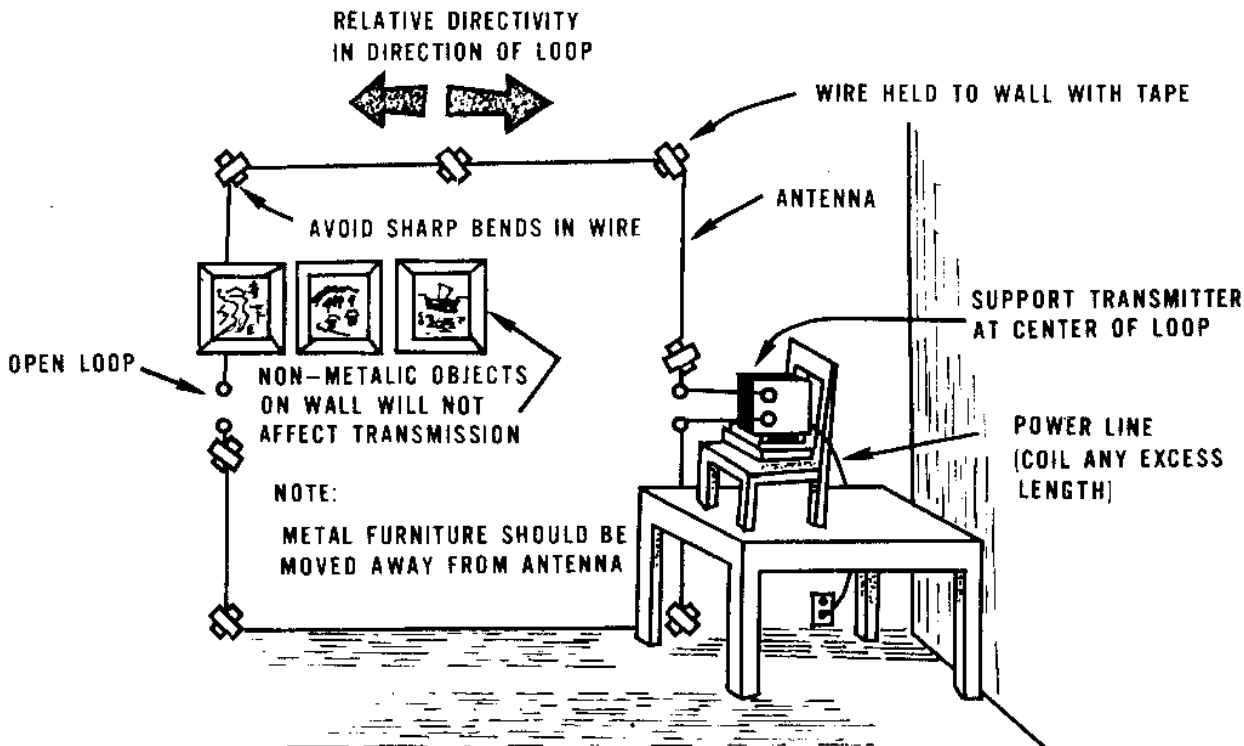 RELATIVE DIRECTIVITY
IN DIRECTION OF LOOP
WIRE HELD TO WALL WITH TAPE
ANTENNA
AVOID SHARP BENDS IN WIRE
SUPPORT TRANSMITTER
AT CENTER OF LOOP
OPEN LOOP
NON-METALIC OBJECTS
ON WALL WILL NOT
AFFECT TRANSMISSION
POWER LINE
(COIL ANY EXCESS
LENGTH)
NOTE:
METAL FURNITURE SHOULD BE
MOVED AWAY FROM ANTENNA